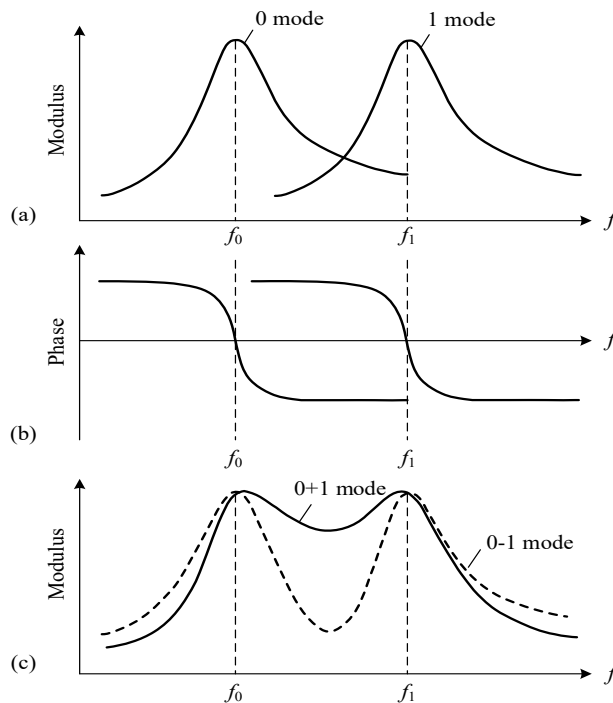 0 mode
1 mode
Modulus
(a)
f
f0
f1
Phase
f
(b)
f0
f1
0+1 mode
0-1 mode
Modulus
(c)
f
f0
f1